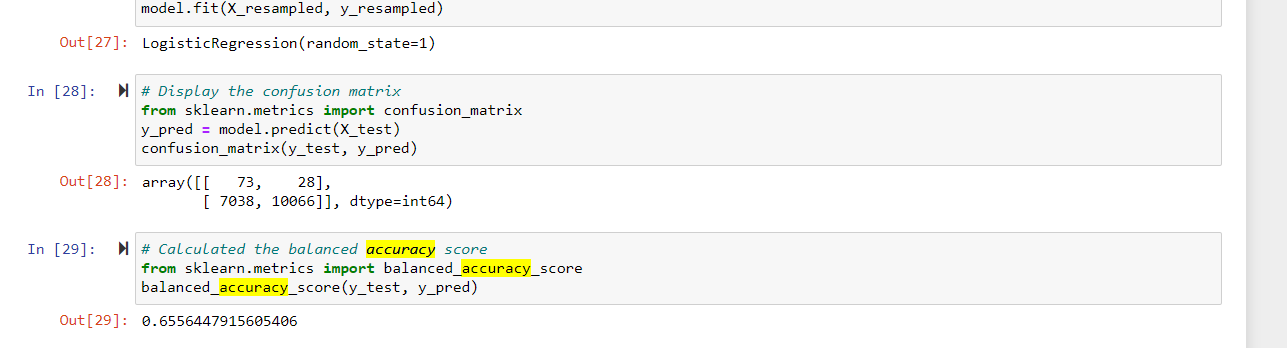 model.fit(X_resampled, y_resampled)
Out[27]: LogisticRegression(random_state=1)
In [28]: # Display the confusion matrix
from sklearn.metrics import confusion_matrix
y_pred = model.predict(X_test)
confusion_matrix(y_test, y_pred)
Out[28]: array([[   73,    28],
       [ 7038, 10066]], dtype=int64)
In [29]: # Calculated the balanced accuracy score
from sklearn.metrics import balanced_accuracy_score
balanced_accuracy_score(y_test, y_pred)
Out[29]: 0.6556447915605406